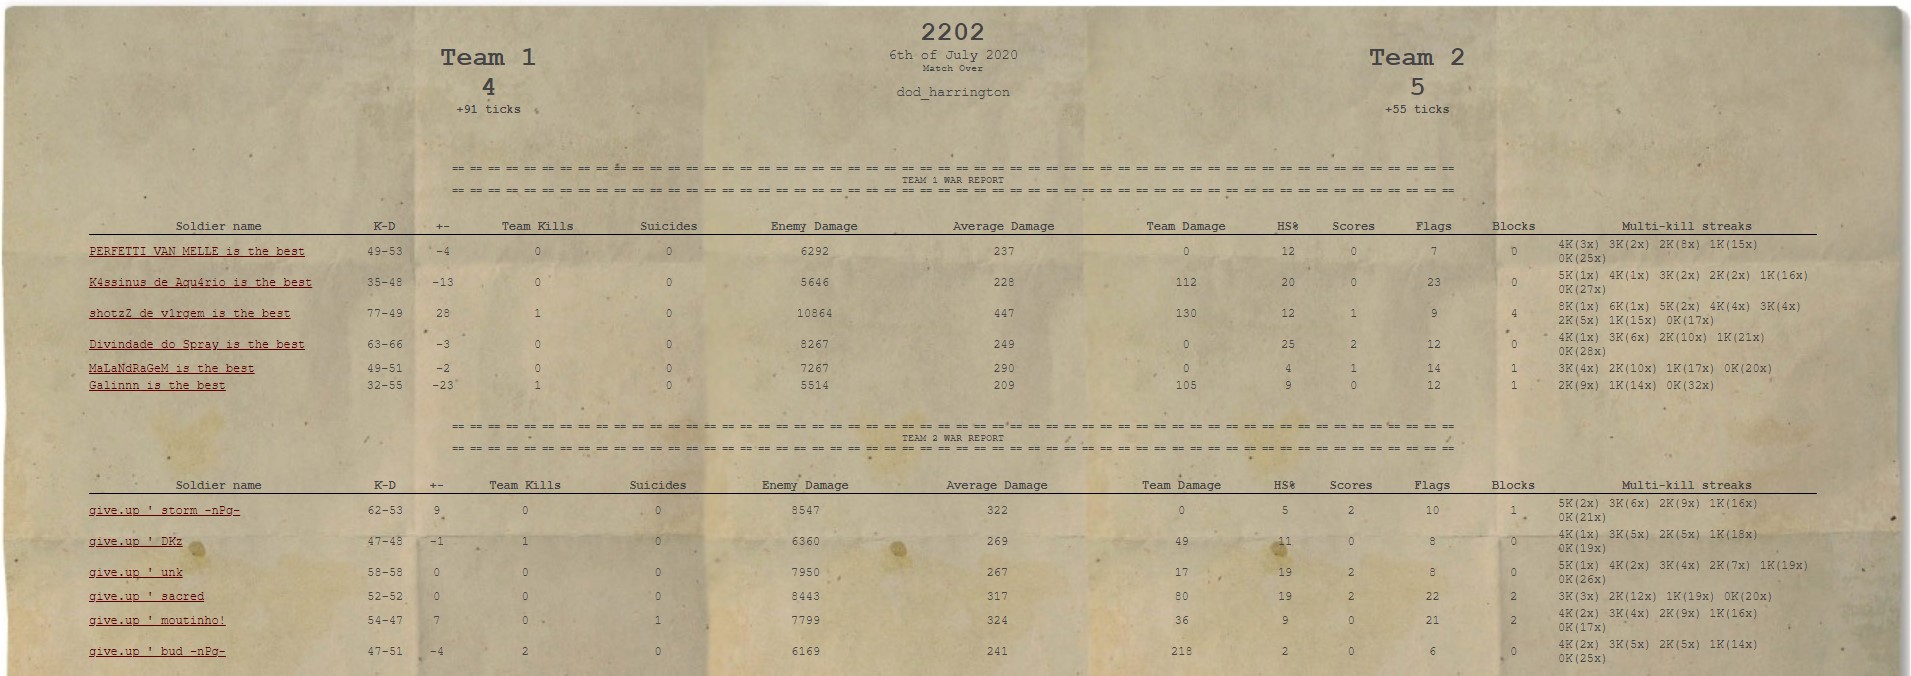 2202
Team 1
6th of July 2020
Team 2
Match Over
4
dod_harrington
5
+91 ticks
+55 ticks
== == == == == == == == == == == == == == == == == == == == == == == == == == == == == == == == == == == == == == == == == == == == == == == == == == == ==
TEAM 1 WAR REPORT
== == == == == == == == == == == == == == == == == == == == == == == == == == == == == == == == == == == == == == == == == == == == == == == == == == == ==
Soldier name K-D +- Team Kills Suicides Enemy Damage Average Damage Team Damage HS% Scores Flags Blocks Multi-kill streaks
PERFETTI VAN MELLE is the best 49-53 -4 0 0 6292 237 0 12 0 7 0 4K(3x) 3K(2x) 2K(8x) 1K(15x)
0K(25x)
K4ssinus de Aqu4rio is the best 35-48 -13 0 0 5646 228 112 20 0 23 0 5K(1x) 4K(1x) 3K(2x) 2K(2x) 1K(16x)
0K(27x)
shotzZ de v1rgem is the best 77-49 28 1 0 10864 447 130 12 1 9 4 8K(1x) 6K(1x) 5K(2x) 4K(4x) 3K(4x)
2K(5x) 1K(15x) 0K(17x)
Divindade do Spray is the best 63-66 -3 0 0 8267 249 0 25 2 12 0 4K(1x) 3K(6x) 2K(10x) 1K(21x)
0K(28x)
MaLaNdRaGeM is the best 49-51 -2 0 0 7267 290 0 4 1 14 1 3K(4x) 2K(10x) 1K(17x) 0K(20x)
Galinnn is the best 32-55 -23 1 0 5514 209 105 9 0 12 1 2K(9x) 1K(14x) 0K(32x)
== == == == == == == == == == == == == == == == == == == == == == == == == == == == == == == == == == == == == == == == == == == == == == == == == == == ==
TEAM 2 WAR REPORT
== == == == == == == == == == == == == == == == == == == == == == == == == == == == == == == == == == == == == == == == == == == == == == == == == == == ==
Soldier name K-D +- Team Kills Suicides Enemy Damage Average Damage Team Damage HS% Scores Flags Blocks Multi-kill streaks
give.up ' storm -nPg- 62-53 9 0 0 8547 322 0 5 2 10 1 5K(2x) 3K(6x) 2K(9x) 1K(16x)
0K(21x)
give.up ' DKz 47-48 -1 1 0 6360 269 49 11 0 8 0 4K(1x) 3K(5x) 2K(5x) 1K(18x)
0K(19x)
give.up ' unk 58-58 0 0 0 7950 267 17 19 2 8 0 5K(1x) 4K(2x) 3K(4x) 2K(7x) 1K(19x)
0K(26x)
give.up ' sacred 52-52 0 0 0 8443 317 80 19 2 22 2 3K(3x) 2K(12x) 1K(19x) 0K(20x)
give.up ' moutinho! 54-47 7 0 1 7799 324 36 9 0 21 2 4K(2x) 3K(4x) 2K(9x) 1K(16x)
0K(17x)
give.up ' bud -nPg- 47-51 -4 2 0 6169 241 218 2 0 6 0 4K(2x) 3K(5x) 2K(5x) 1K(14x)
0K(25x)